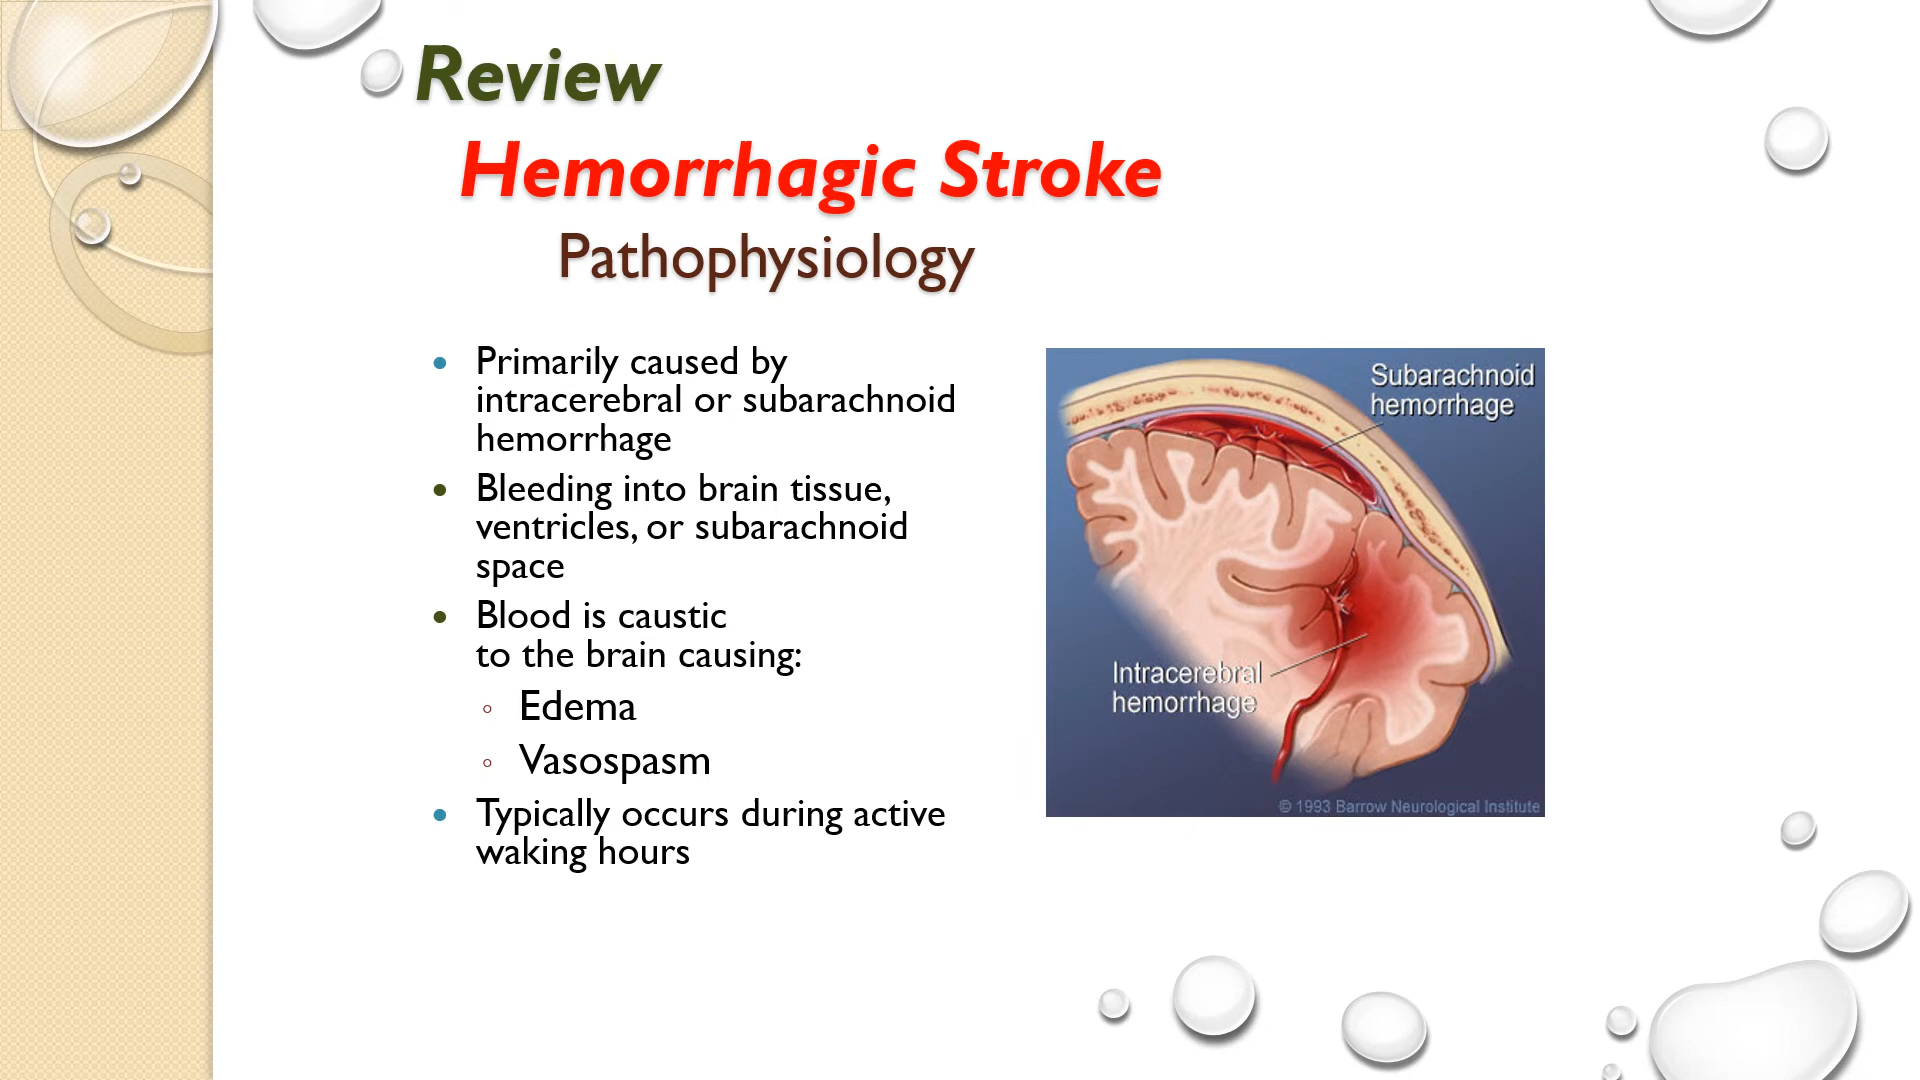 Review
Hemorrhagic Stroke
Pathophysiology
• Primarily caused by
intracerebral or subarachnoid
hemorrhage
• Bleeding into brain tissue,
ventricles, or subarachnoid
space
• Blood is caustic
to the brain causing:
◦ Edema
◦ Vasospasm
• Typically occurs during active
waking hours
Subarachnoid
hemorrhage
Intracerebral
hemorrhage
© 1993 Barrow Neurological Institute